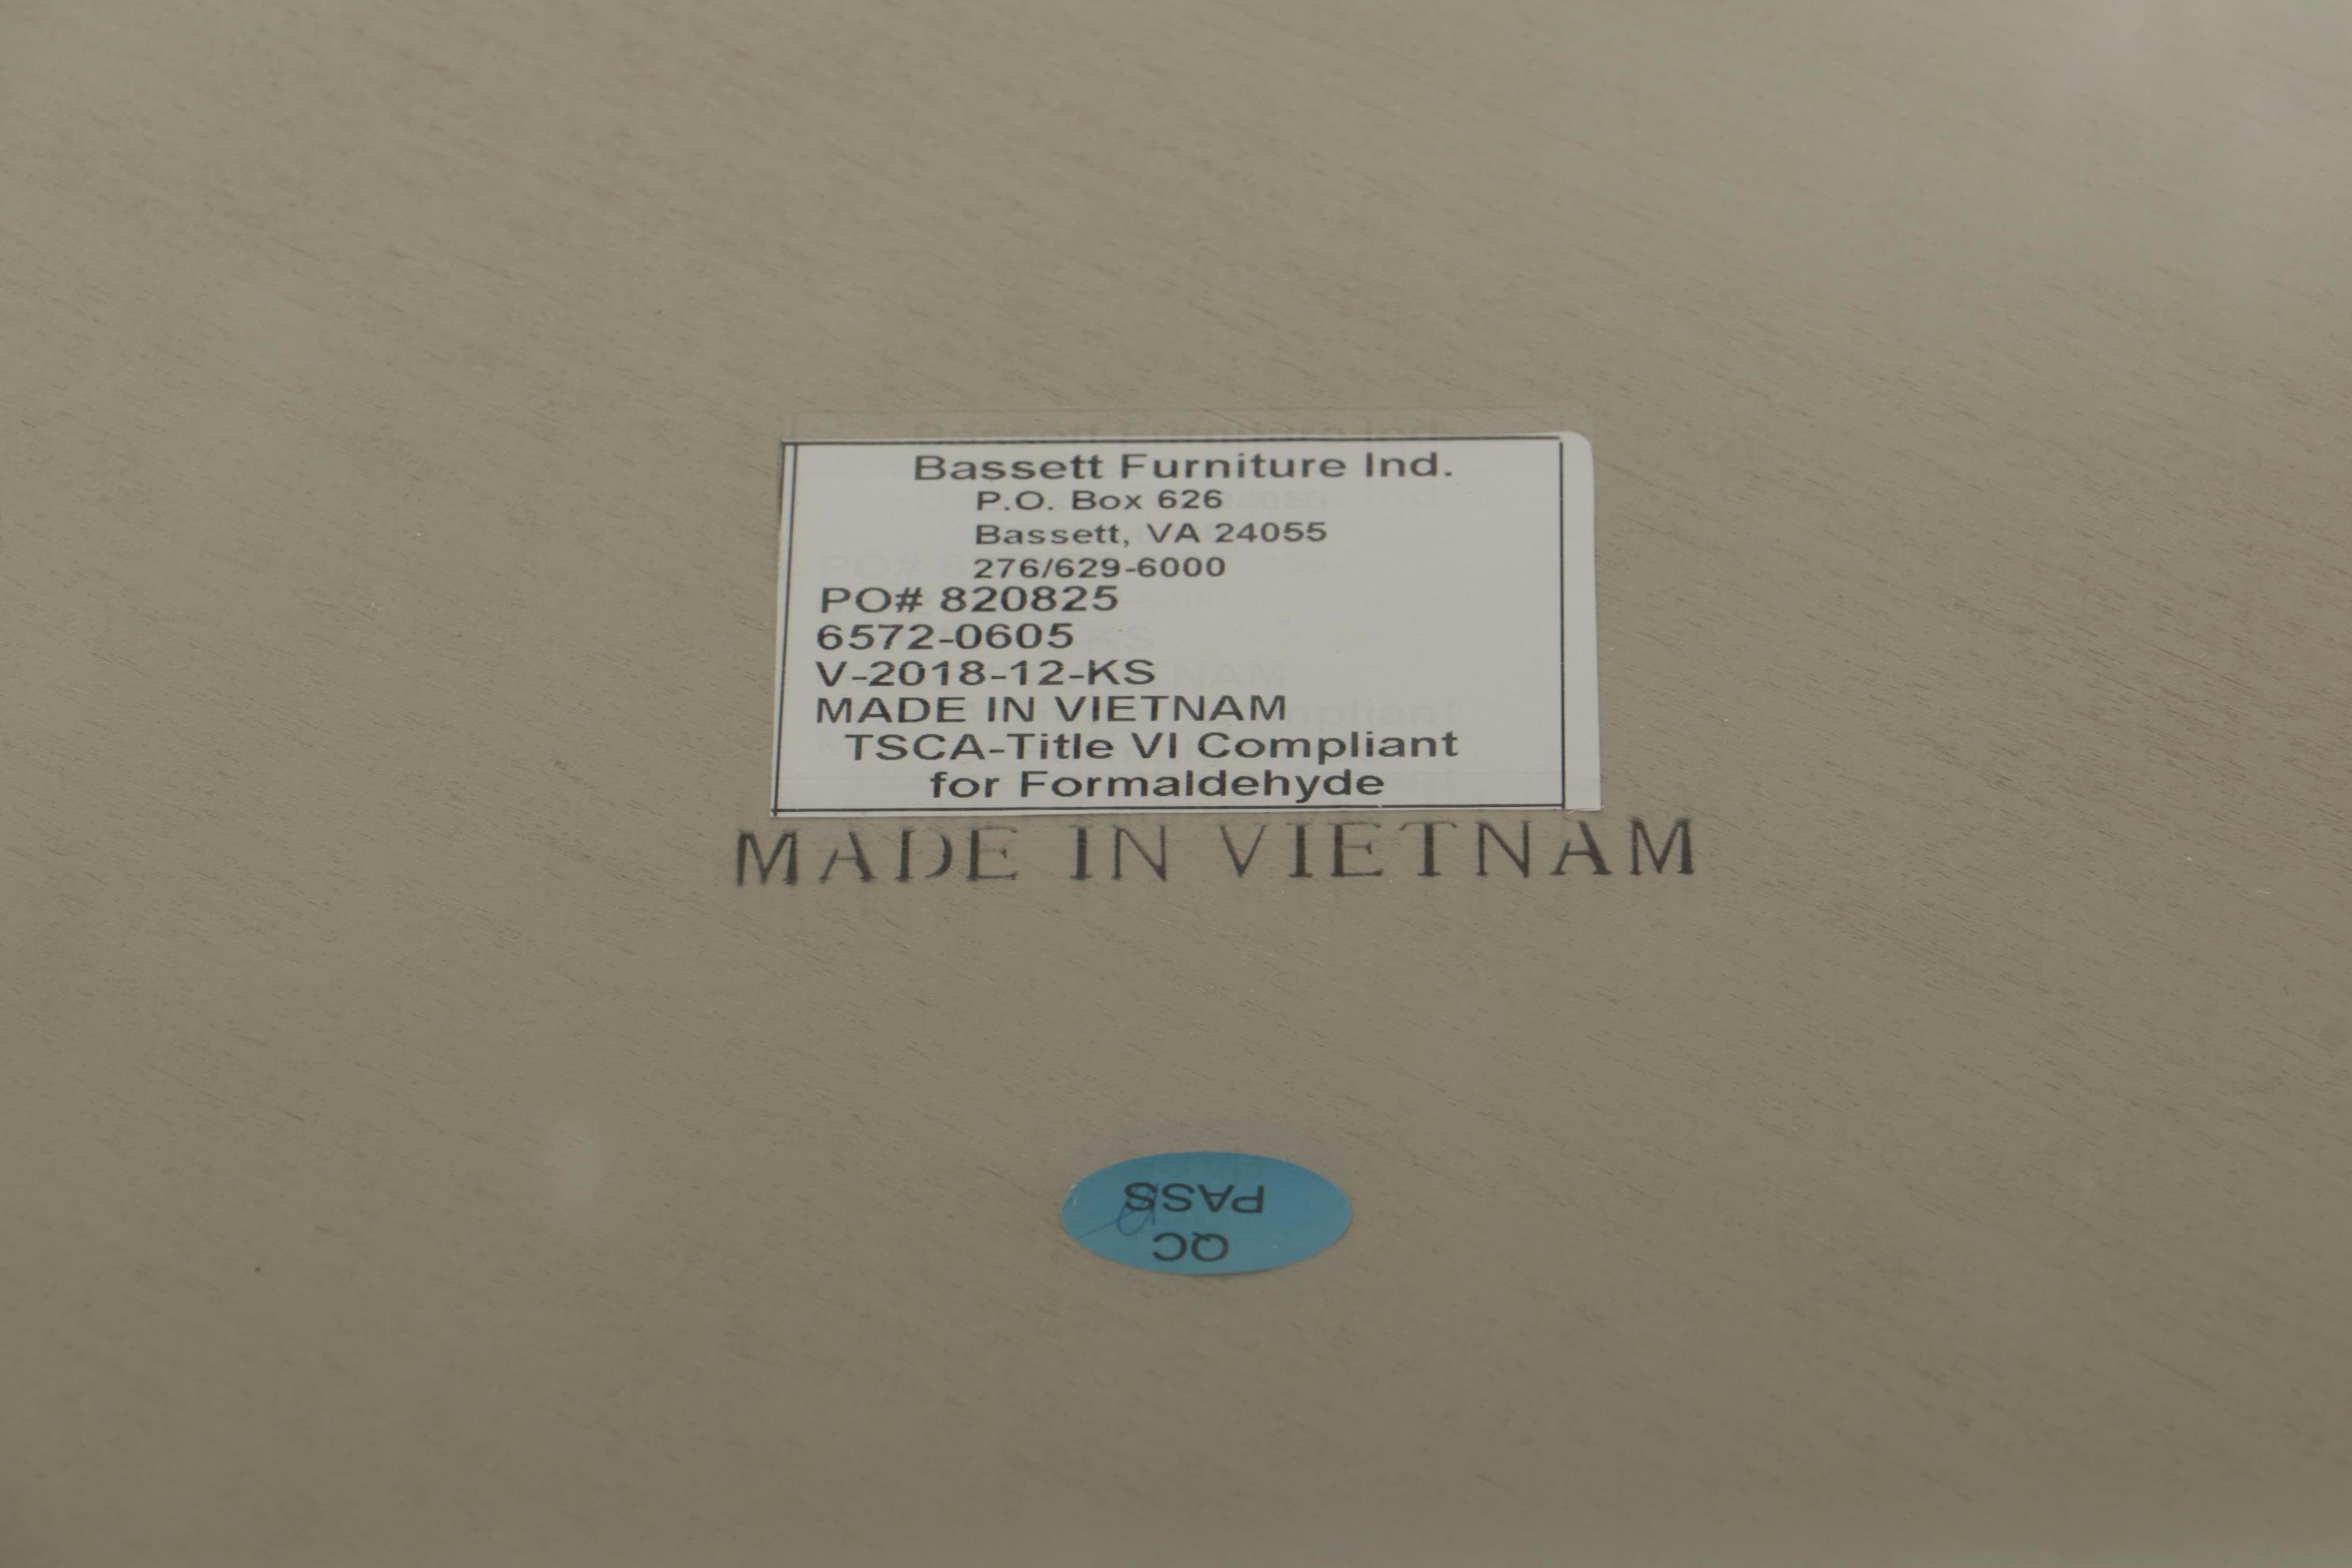 Bassett Furniture Ind.
P.O. Box 626
Bassett, VA 24055
276/629-6000
PO# 820825
6572-0605
V-2018-12-KS
MADE IN VIETNAM
TSCA-Title VI Compliant
for Formaldehyde
MADE IN VIETNAM
QC
PASS